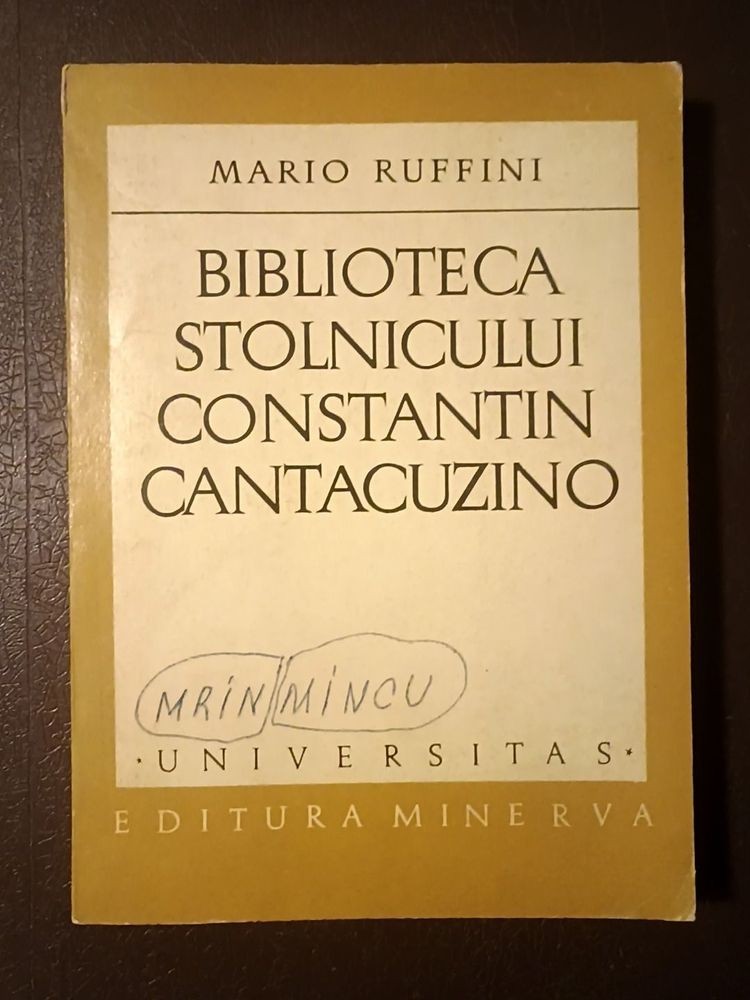 MARIO RUFFINI
BIBLIOTECA
STOLNICULUI
CONSTANTIN
CANTACUZINO
MRIN MINCU
* UNIVERSITAS *
EDITURA MINERVA